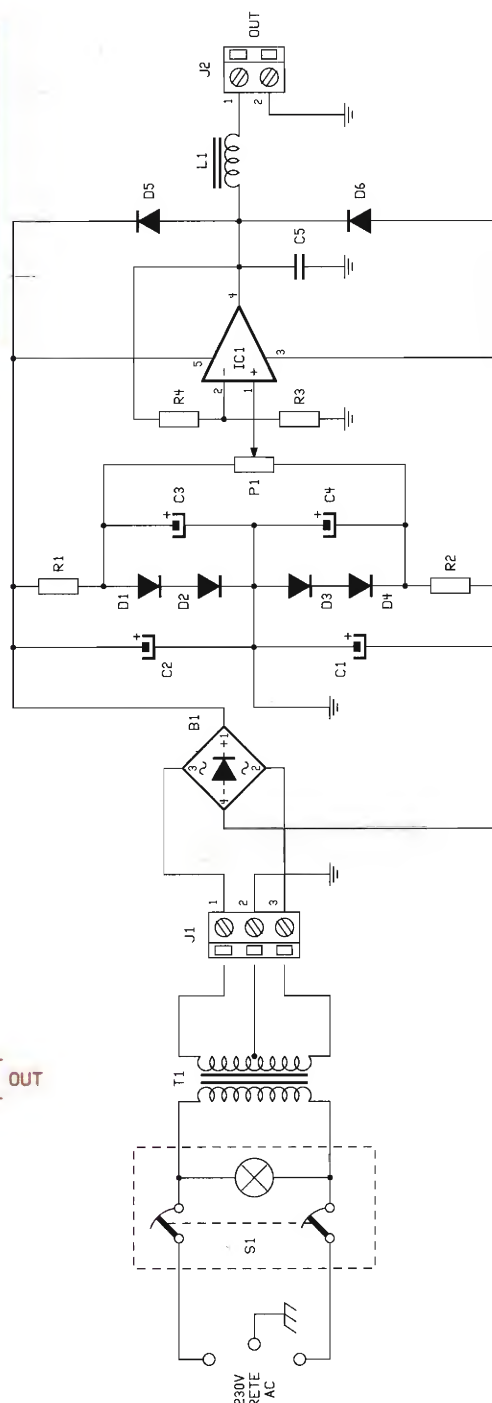 OUT
J2
1
2
L1
D5
D6
C5
4
5
IC1
3
-
+
2
1
R4
R3
P1
C3
+
C4
+
R1
D1
D2
D3
D4
R2
C2
+
C1
+
B1
3
+1
2
4-
~
~
J1
1
2
3
T1
OUT
S1
230V
RETE
AC